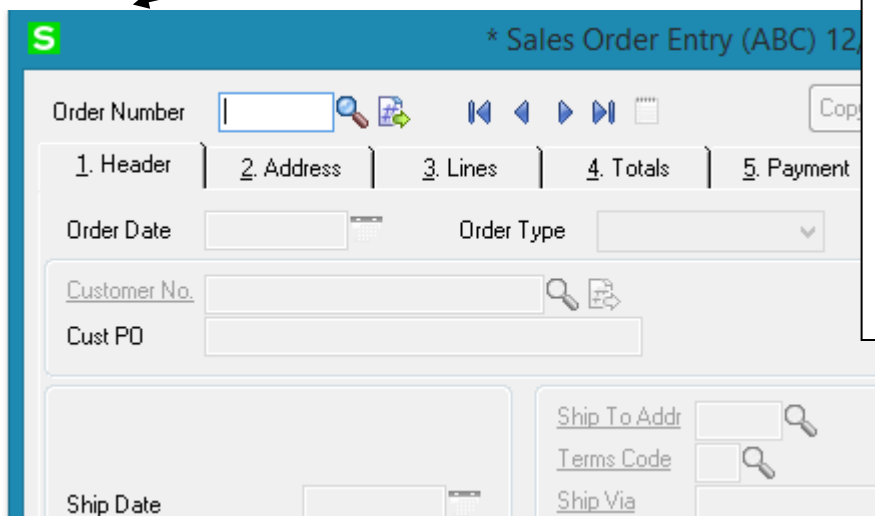 S
* Sales Order Entry (ABC) 12/
Order Number
Copy
1. Header
2. Address
3. Lines
4. Totals
5. Payment
Order Date
Order Type
Customer No.
Cust PO
Ship To Addr
Terms Code
Ship Date
Ship Via